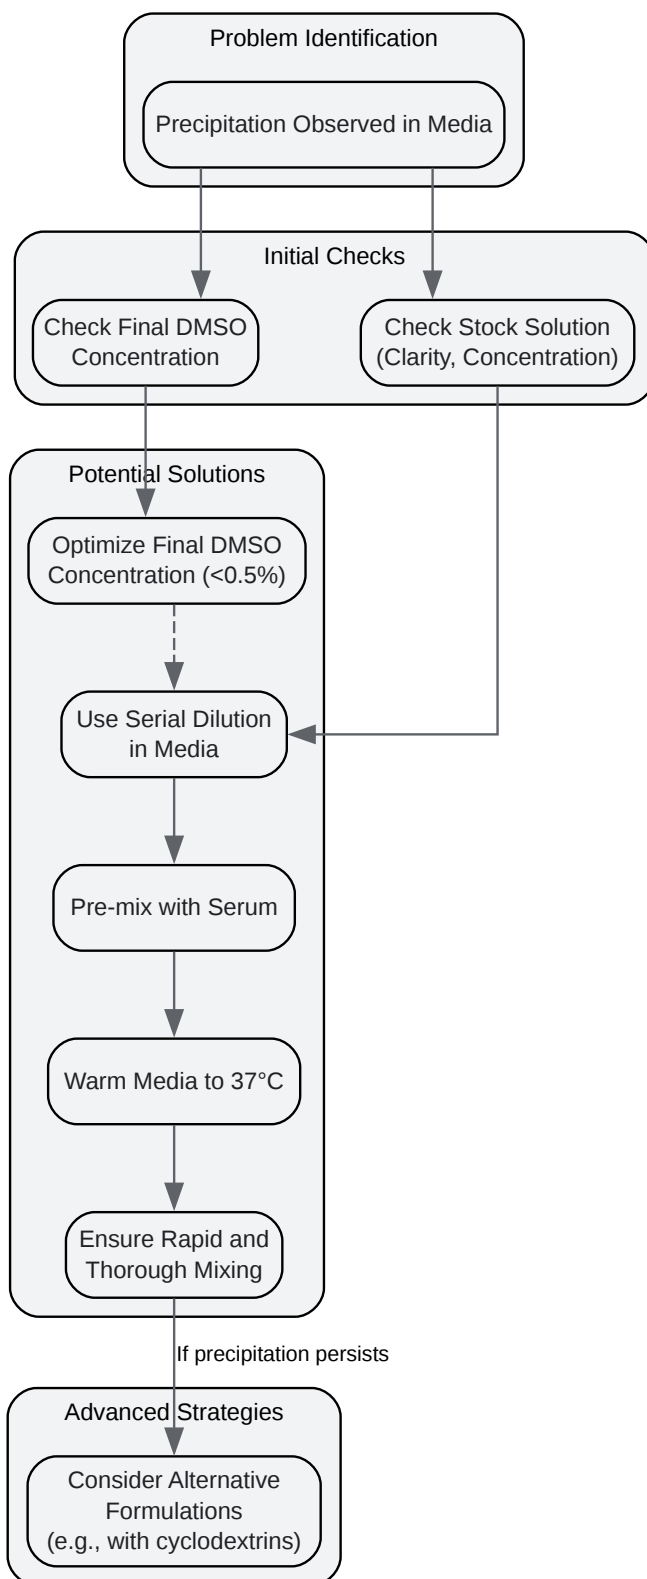 Problem Identification
Precipitation Observed in Media
Initial Checks
Check Final DMSO
Concentration
Check Stock Solution
(Clarity, Concentration)
Potential Solutions
Optimize Final DMSO
Concentration (<0.5%)
Use Serial Dilution
in Media
Pre-mix with Serum
Warm Media to 37°C
Ensure Rapid and
Thorough Mixing
If precipitation persists
Advanced Strategies
Consider Alternative
Formulations
(e.g., with cyclodextrins)